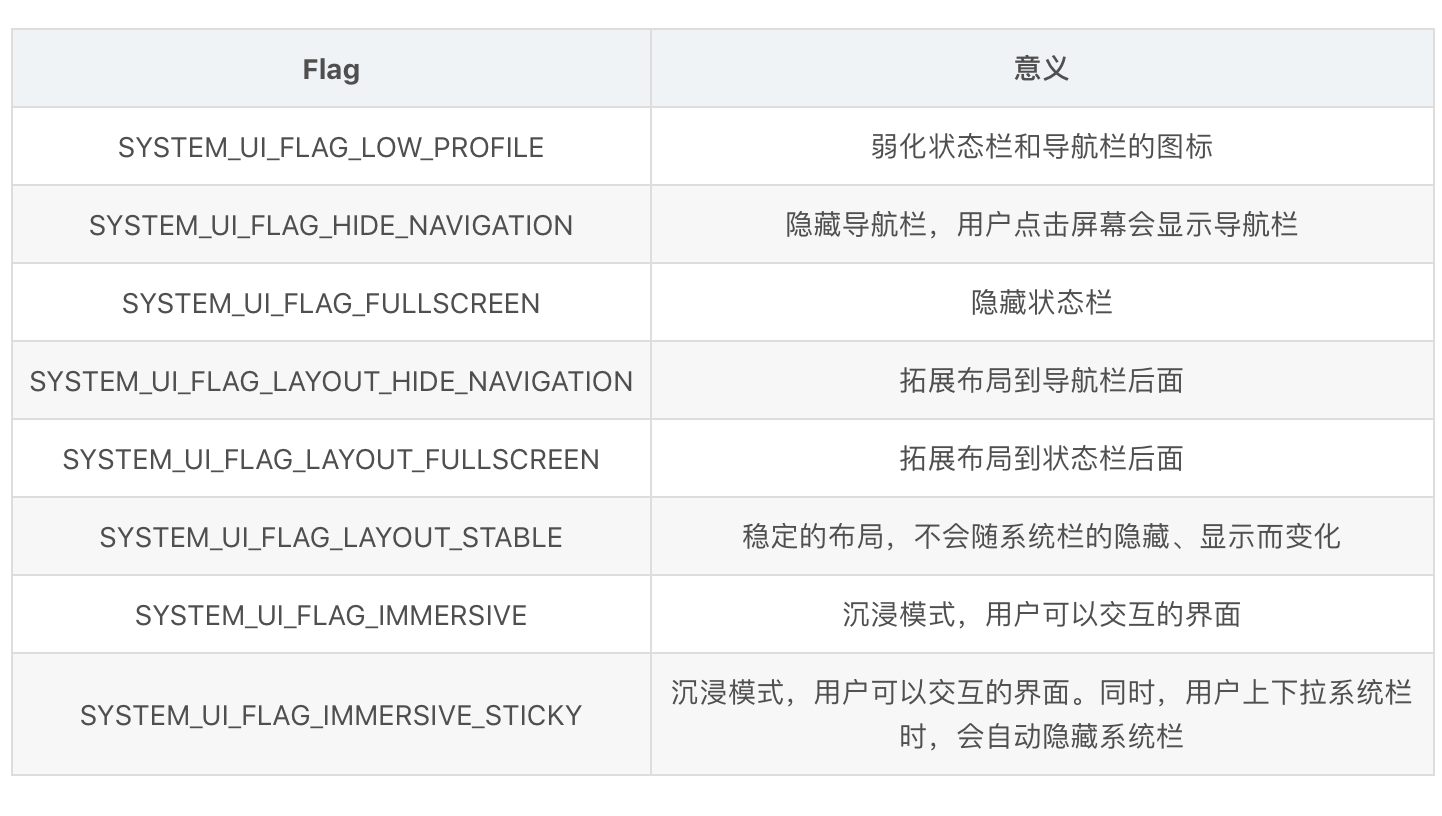 Flag 意义
SYSTEM_UI_FLAG_LOW_PROFILE 弱化状态栏和导航栏的图标
SYSTEM_UI_FLAG_HIDE_NAVIGATION 隐藏导航栏，用户点击屏幕会显示导航栏
SYSTEM_UI_FLAG_FULLSCREEN 隐藏状态栏
SYSTEM_UI_FLAG_LAYOUT_HIDE_NAVIGATION 拓展布局到导航栏后面
SYSTEM_UI_FLAG_LAYOUT_FULLSCREEN 拓展布局到状态栏后面
SYSTEM_UI_FLAG_LAYOUT_STABLE 稳定的布局，不会随系统栏的隐藏、显示而变化
SYSTEM_UI_FLAG_IMMERSIVE 沉浸模式，用户可以交互的界面
SYSTEM_UI_FLAG_IMMERSIVE_STICKY 沉浸模式，用户可以交互的界面。同时，用户上下拉系统栏
时，会自动隐藏系统栏